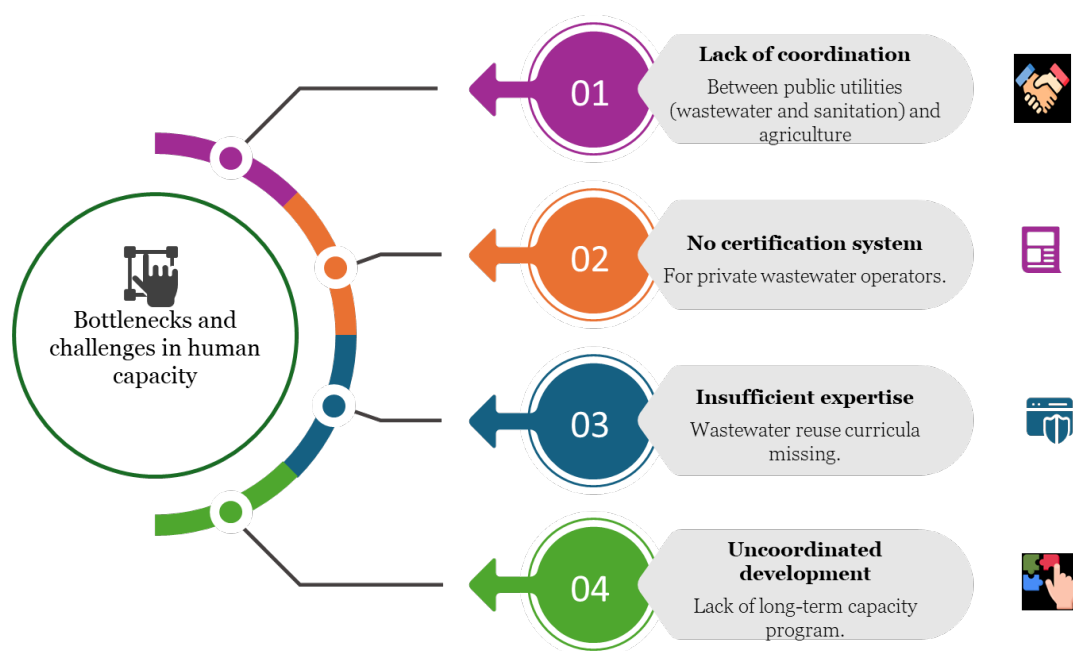 Bottlenecks and
challenges in human
capacity
01
Lack of coordination
Between public utilities
(wastewater and sanitation) and
agriculture
02
No certification system
For private wastewater operators.
03
Insufficient expertise
Wastewater reuse curricula
missing.
04
Uncoordinated
development
Lack of long-term capacity
program.